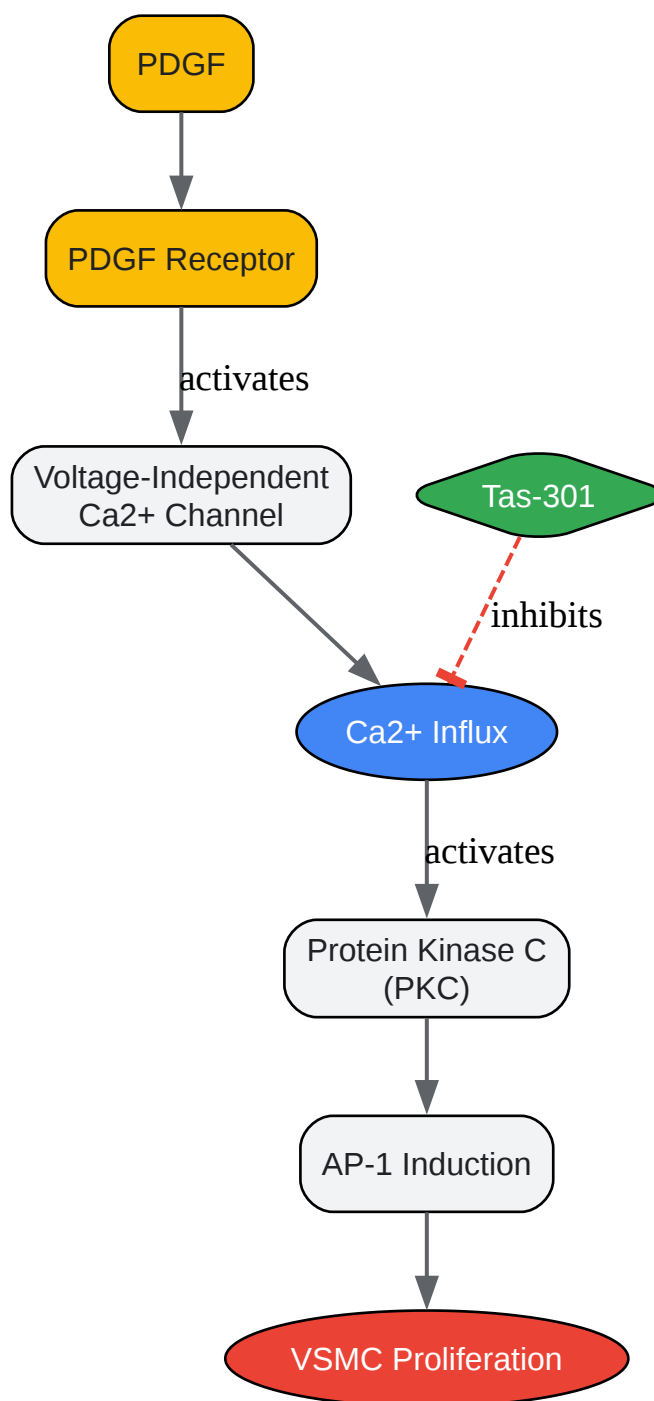 PDGF
PDGF Receptor
activates
Voltage-Independent
Ca2+ Channel
Tas-301
inhibits
Ca2+ Influx
activates
Protein Kinase C
(PKC)
AP-1 Induction
VSMC Proliferation